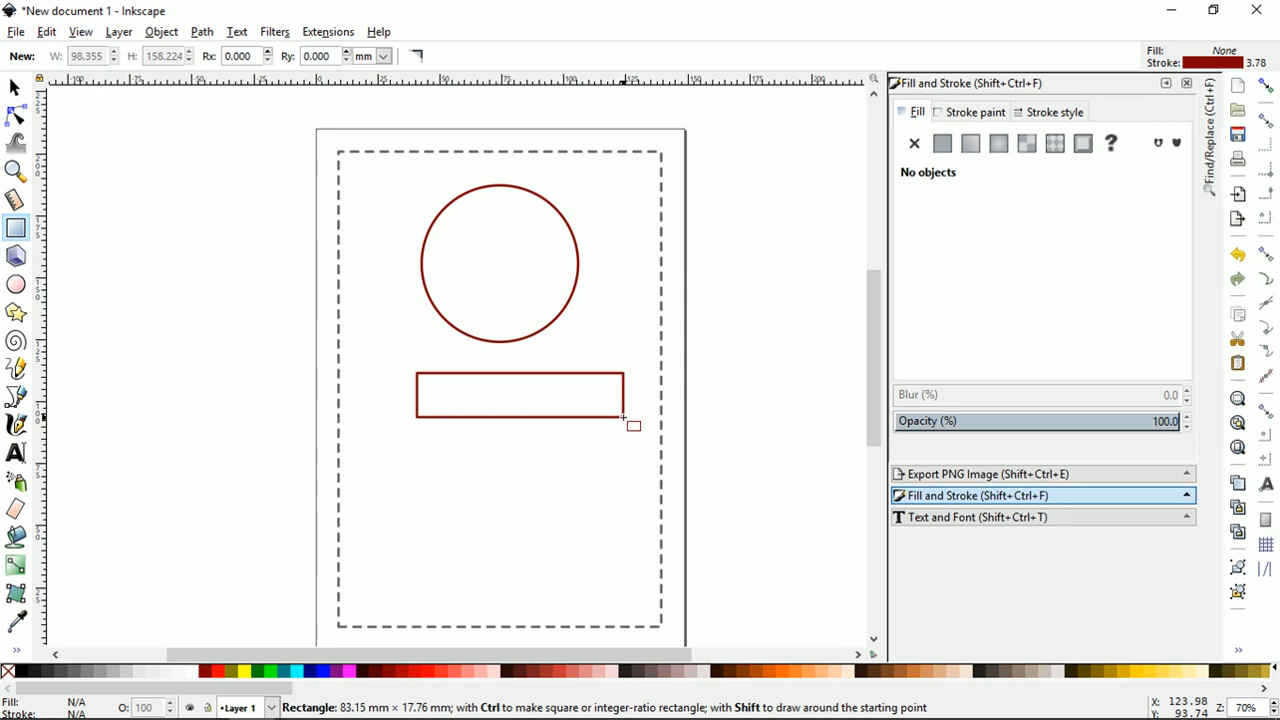 *New document 1 - Inkscape
File Edit View Layer Object Path Text Filters Extensions Help
New: W: 98.355 H: 158.224 Rx: 0.000 Ry: 0.000 mm
Fill: None
Stroke: 3.78
Fill and Stroke (Shift+Ctrl+F)
Fill Stroke paint Stroke style
?
No objects
Find/Replace (Ctrl+F)
Blur (%) 0.0
Opacity (%) 100.0
Export PNG Image (Shift+Ctrl+E)
Fill and Stroke (Shift+Ctrl+F)
Text and Font (Shift+Ctrl+T)
Fill: N/A
Stroke: N/A
O: 100
Layer 1
Rectangle: 83.15 mm × 17.76 mm; with Ctrl to make square or integer-ratio rectangle; with Shift to draw around the starting point
X: 123.98
Y: 93.74
Z: 70%